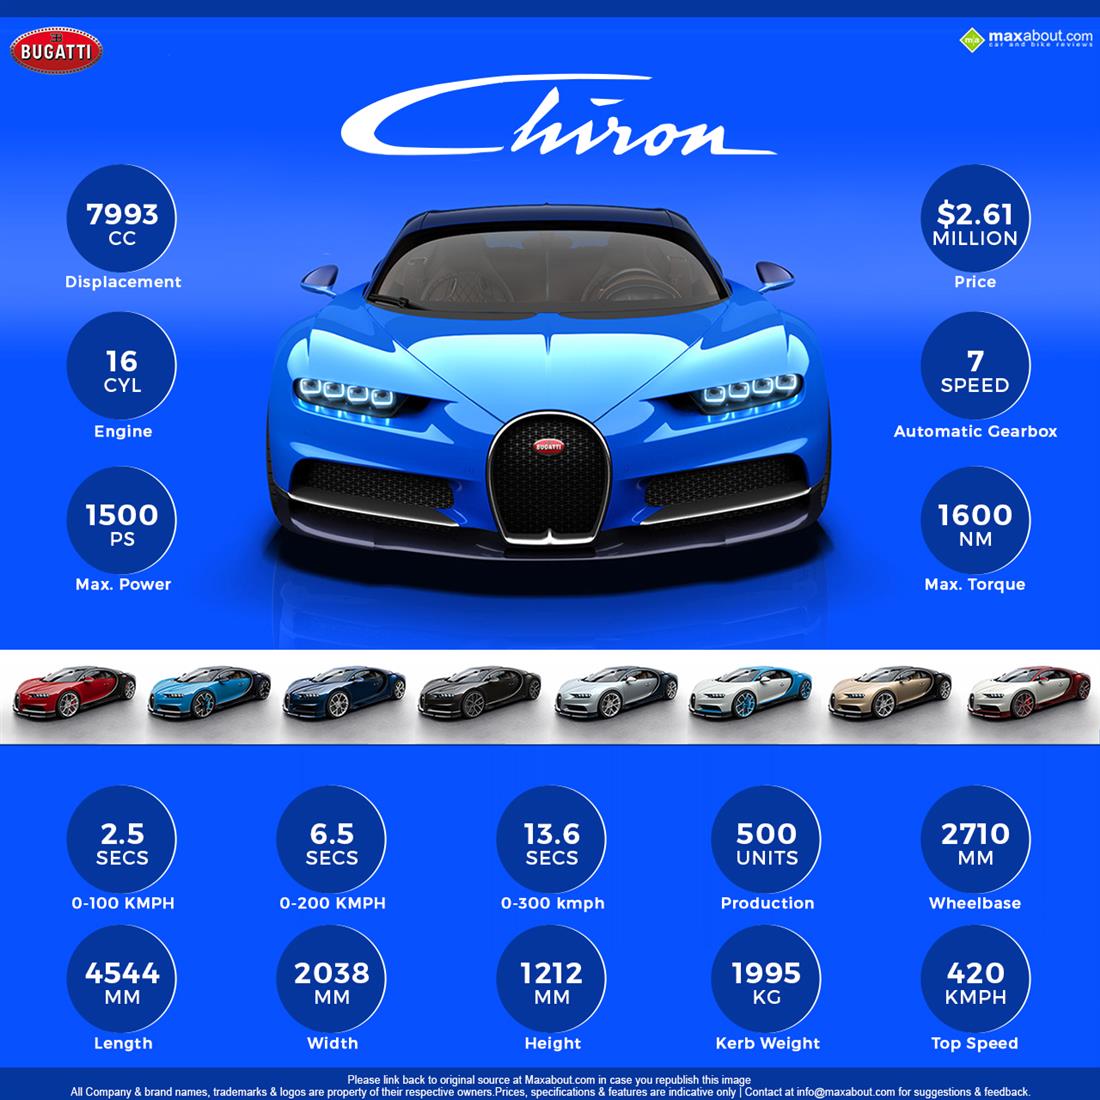 BUGATTI
ma maxabout.com
car and bike reviews
Chiron
7993
CC
Displacement
$2.61
MILLION
Price
16
CYL
Engine
7
SPEED
Automatic Gearbox
BUGATTI
1500
PS
Max. Power
1600
NM
Max. Torque
2.5
SECS
0-100 KMPH
6.5
SECS
0-200 KMPH
13.6
SECS
0-300 kmph
500
UNITS
Production
2710
MM
Wheelbase
4544
MM
Length
2038
MM
Width
1212
MM
Height
1995
KG
Kerb Weight
420
KMPH
Top Speed
Please link back to original source at Maxabout.com in case you republish this image
All Company & brand names, trademarks & logos are property of their respective owners.Prices, specifications & features are indicative only | Contact at info@maxabout.com for suggestions & feedback.